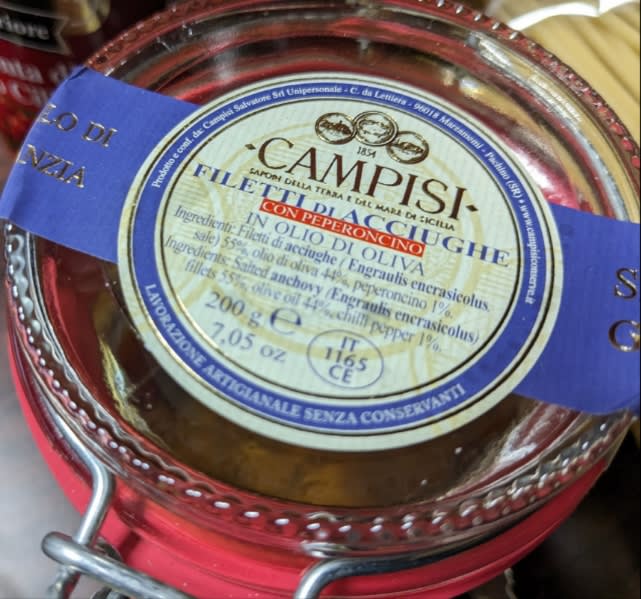 eriore
LO DI
NZIA
Prodotto e conf. da: Campisi Salvatore Srl Unipersonale - C. da Lettiera - 96018 Marzamemi - Pachino (SR) • www.campisiconserve.it
1854
·CAMPISI·
SAPORI DELLA TERRA E DEL MARE DI SICILIA
FILETTI DI ACCIUGHE
CON PEPERONCINO
IN OLIO DI OLIVA
Ingredienti: Filetti di acciughe (Engraulis encrasicolus,
sale) 55%, olio di oliva 44%, peperoncino 1%.
Ingredients: Salted anchovy (Engraulis encrasicolus)
fillets 55%, olive oil 44%, chilli pepper 1%.
200 g e
7,05 oz
IT
1165
CE
LAVORAZIONE ARTIGIANALE SENZA CONSERVANTI